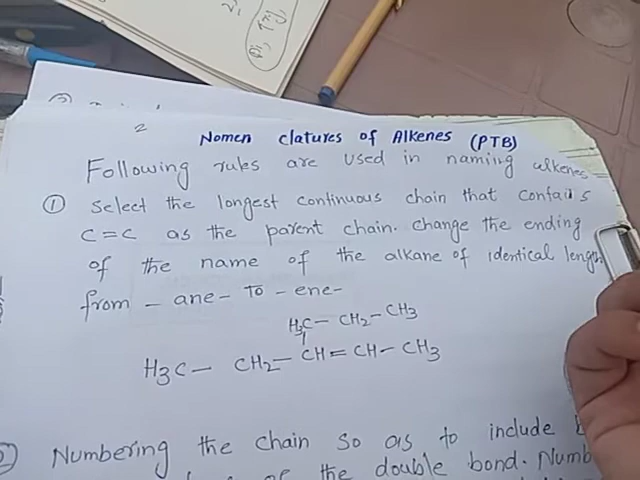 2
Nomen clatures of Alkenes (PTB)
Following rules are used in naming alkenes
① Select the longest continuous chain that contails
C=C as the parent chain. change the ending
of the name of the alkane of identical length
from - ane- To - ene-
H3C- CH2- CH3
H3C- CH2- CH=CH- CH3
② Numbering the chain so as to include
the double bond. Numb